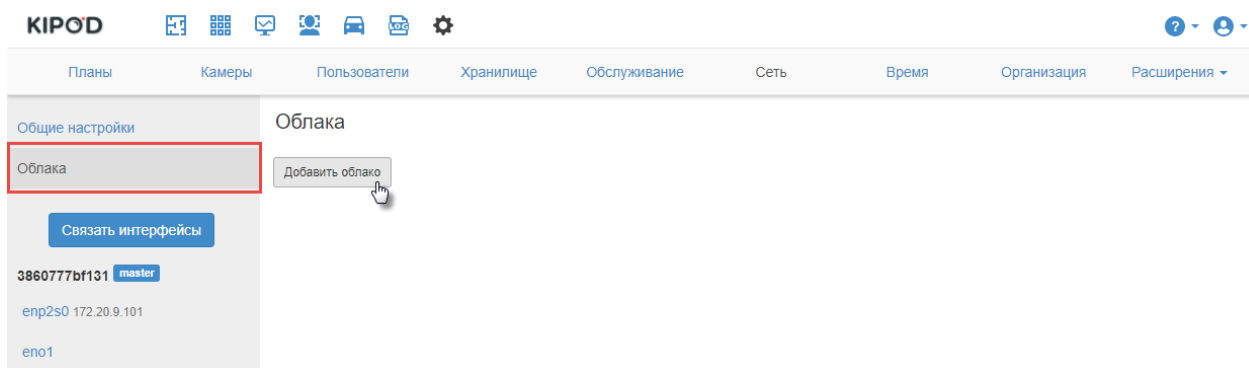 KIPOD LOG ?
Планы Камеры Пользователи Хранилище Обслуживание Сеть Время Организация Расширения
Общие настройки
Облака
Облака
Добавить облако
Связать интерфейсы
3860777bf131 master
enp2s0 172.20.9.101
eno1